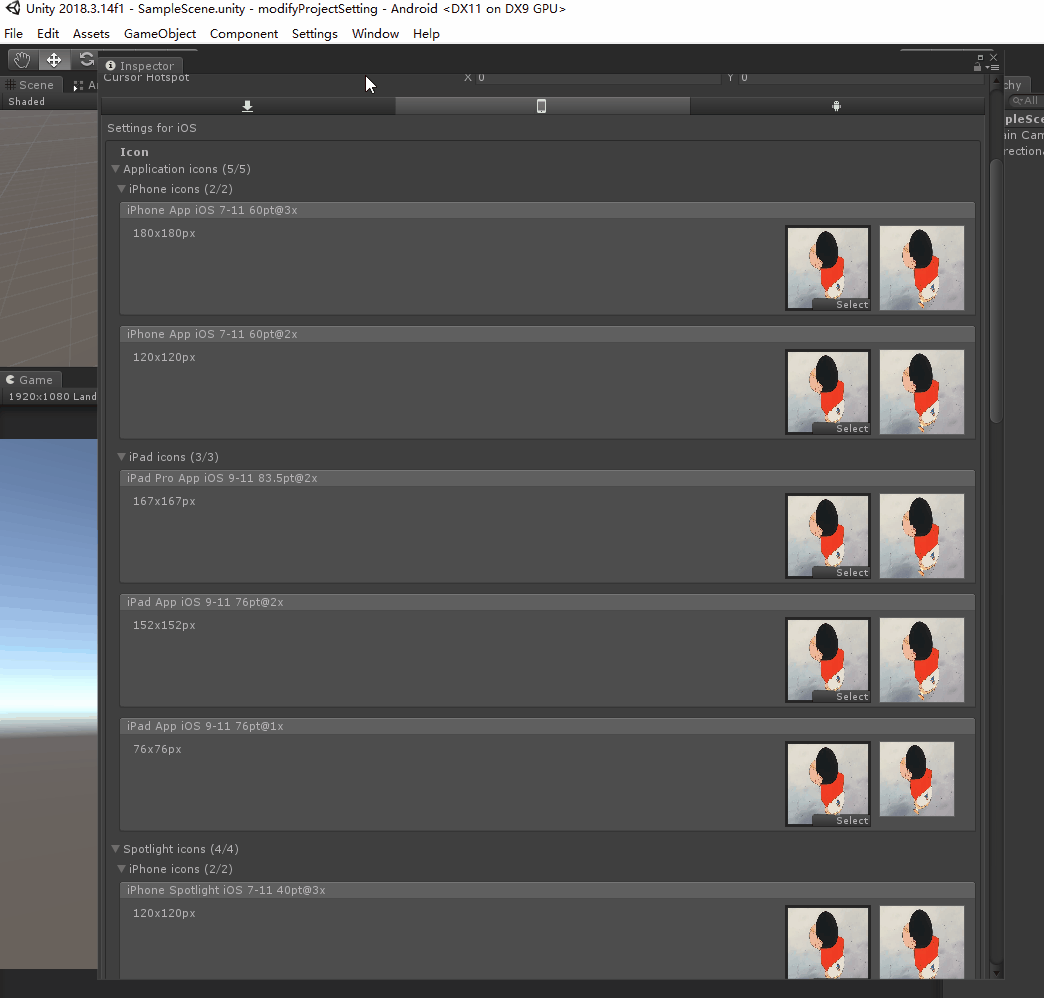 Unity 2018.3.14f1 - SampleScene.unity - modifyProjectSetting - Android <DX11 on DX9 GPU>
File Edit Assets GameObject Component Settings Window Help
Inspector
Scene
Shaded
Cursor Hotspot X 0 Y 0
All
Settings for iOS
Icon
Application icons (5/5)
iPhone icons (2/2)
iPhone App iOS 7-11 60pt@3x
180x180px
Select
iPhone App iOS 7-11 60pt@2x
120x120px
Select
Game
1920x1080 Land
iPad icons (3/3)
iPad Pro App iOS 9-11 83.5pt@2x
167x167px
Select
iPad App iOS 9-11 76pt@2x
152x152px
Select
iPad App iOS 9-11 76pt@1x
76x76px
Select
Spotlight icons (4/4)
iPhone icons (2/2)
iPhone Spotlight iOS 7-11 40pt@3x
120x120px